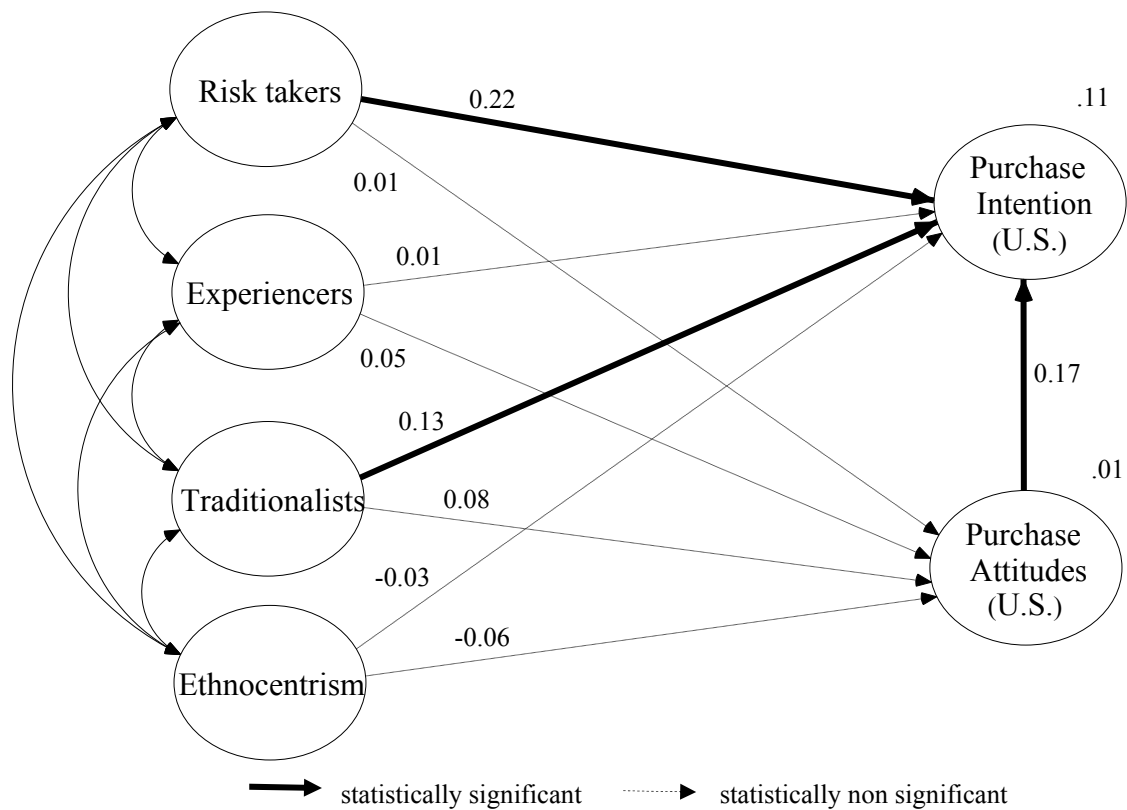 Risk takers
0.22
.11
Purchase
Intention
(U.S.)
0.01
0.01
Experiencers
0.05
0.17
0.13
.01
Traditionalists
0.08
Purchase
Attitudes
(U.S.)
-0.03
-0.06
Ethnocentrism
statistically significant
statistically non significant